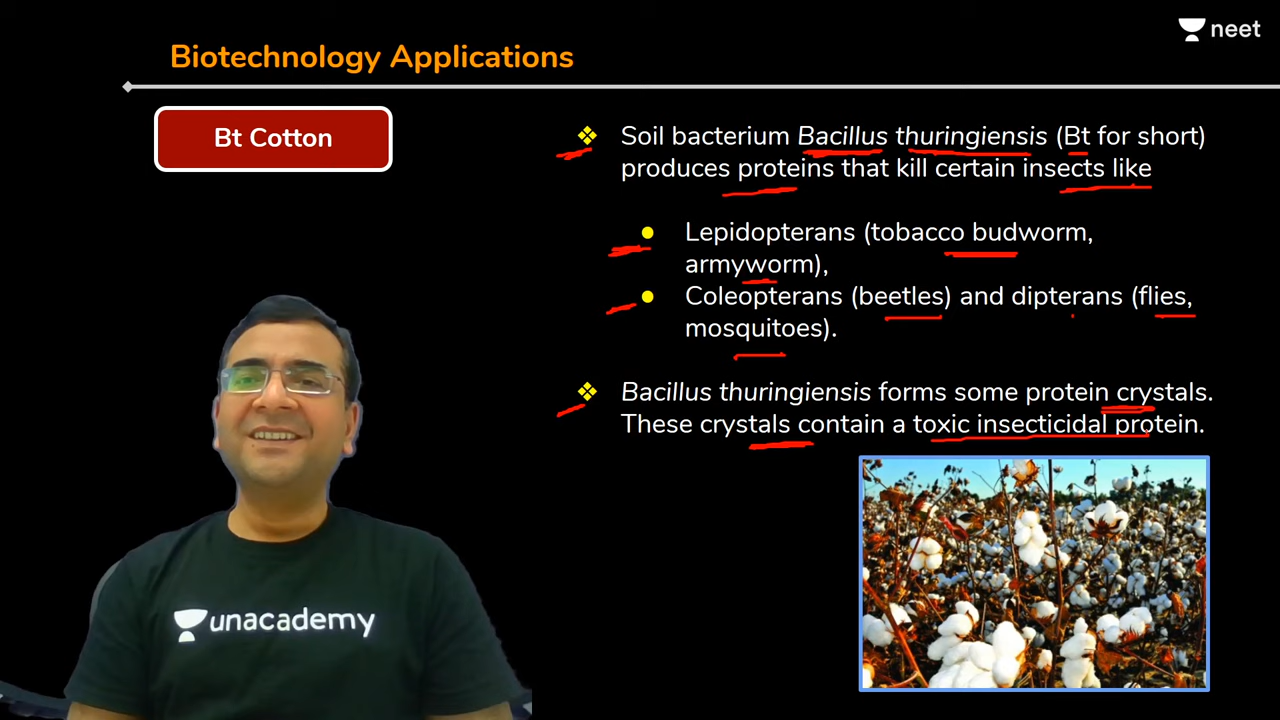 neet
Biotechnology Applications
Bt Cotton
❖ Soil bacterium Bacillus thuringiensis (Bt for short)
produces proteins that kill certain insects like
● Lepidopterans (tobacco budworm,
armyworm),
● Coleopterans (beetles) and dipterans (flies,
mosquitoes).
❖ Bacillus thuringiensis forms some protein crystals.
These crystals contain a toxic insecticidal protein.
unacademy